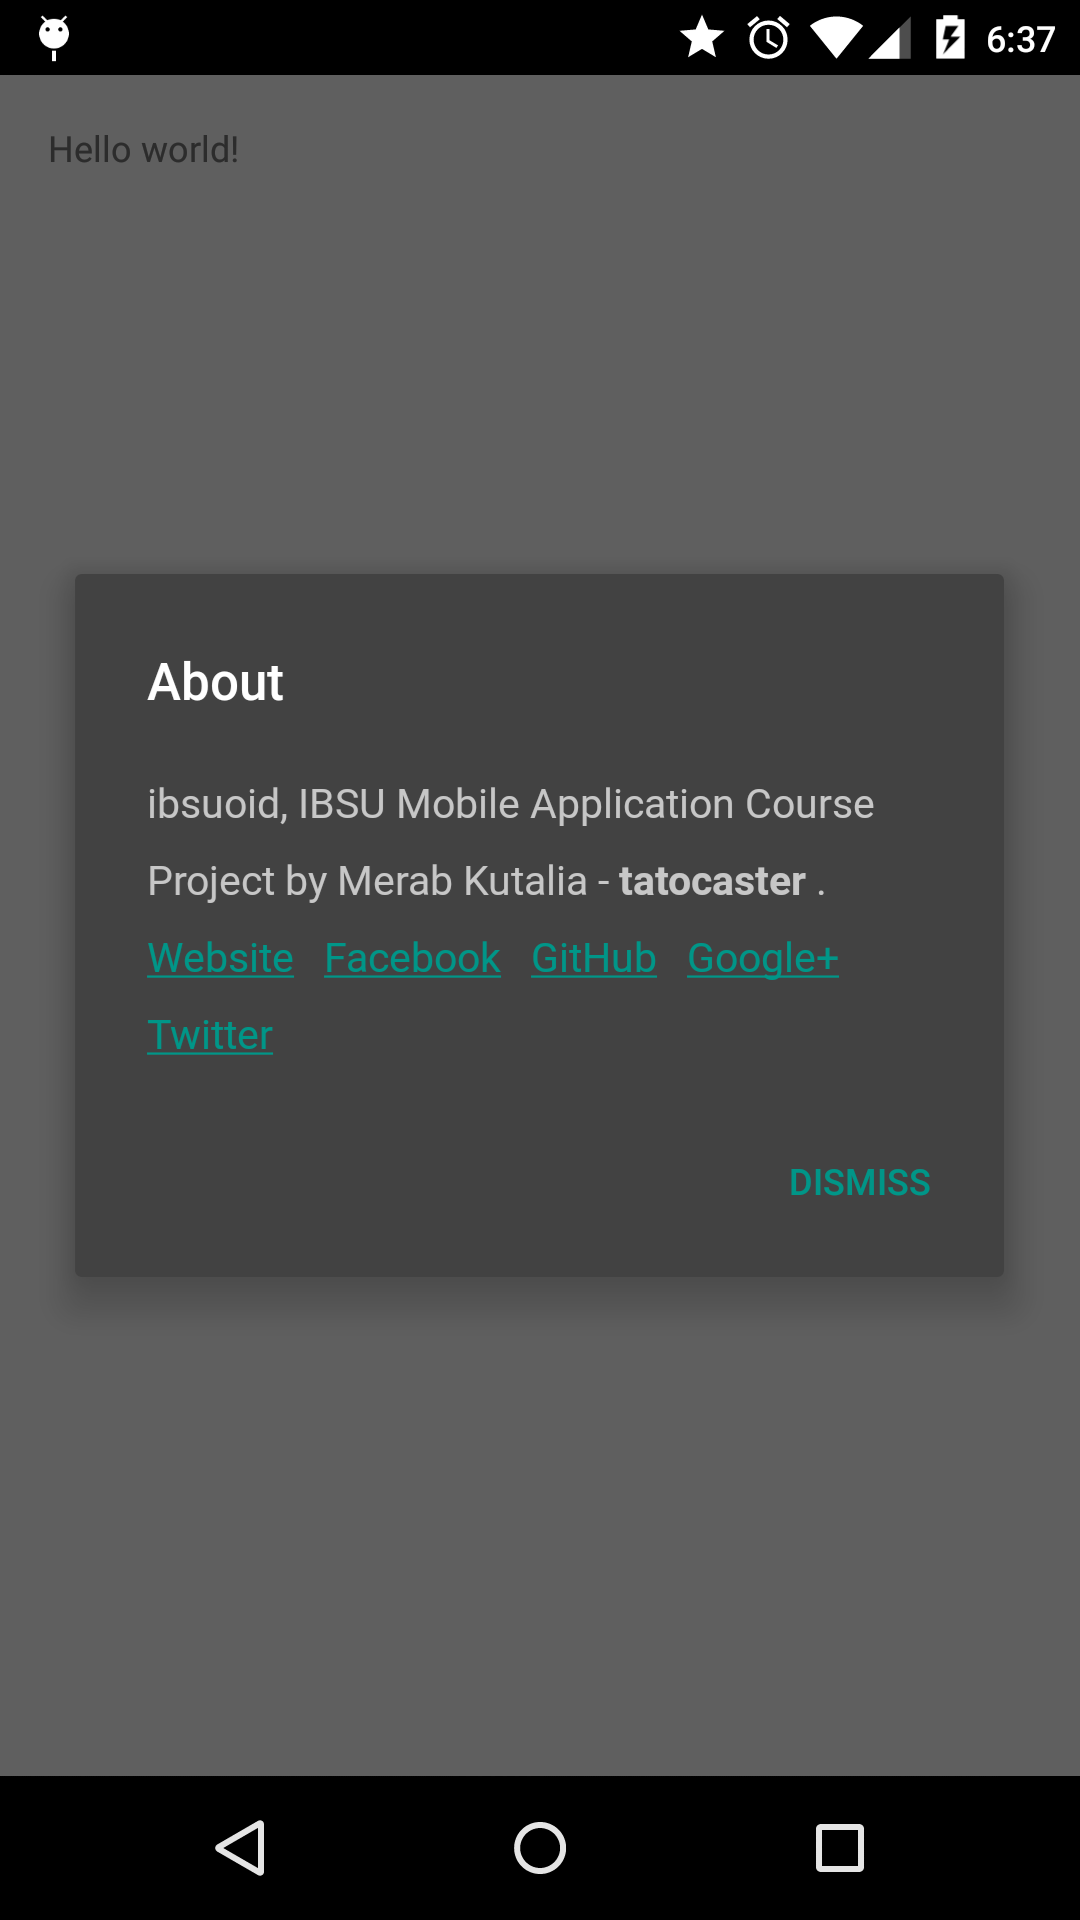 6:37
Hello world!
About
ibsuoid, IBSU Mobile Application Course
Project by Merab Kutalia - tatocaster .
Website Facebook GitHub Google+
Twitter
DISMISS